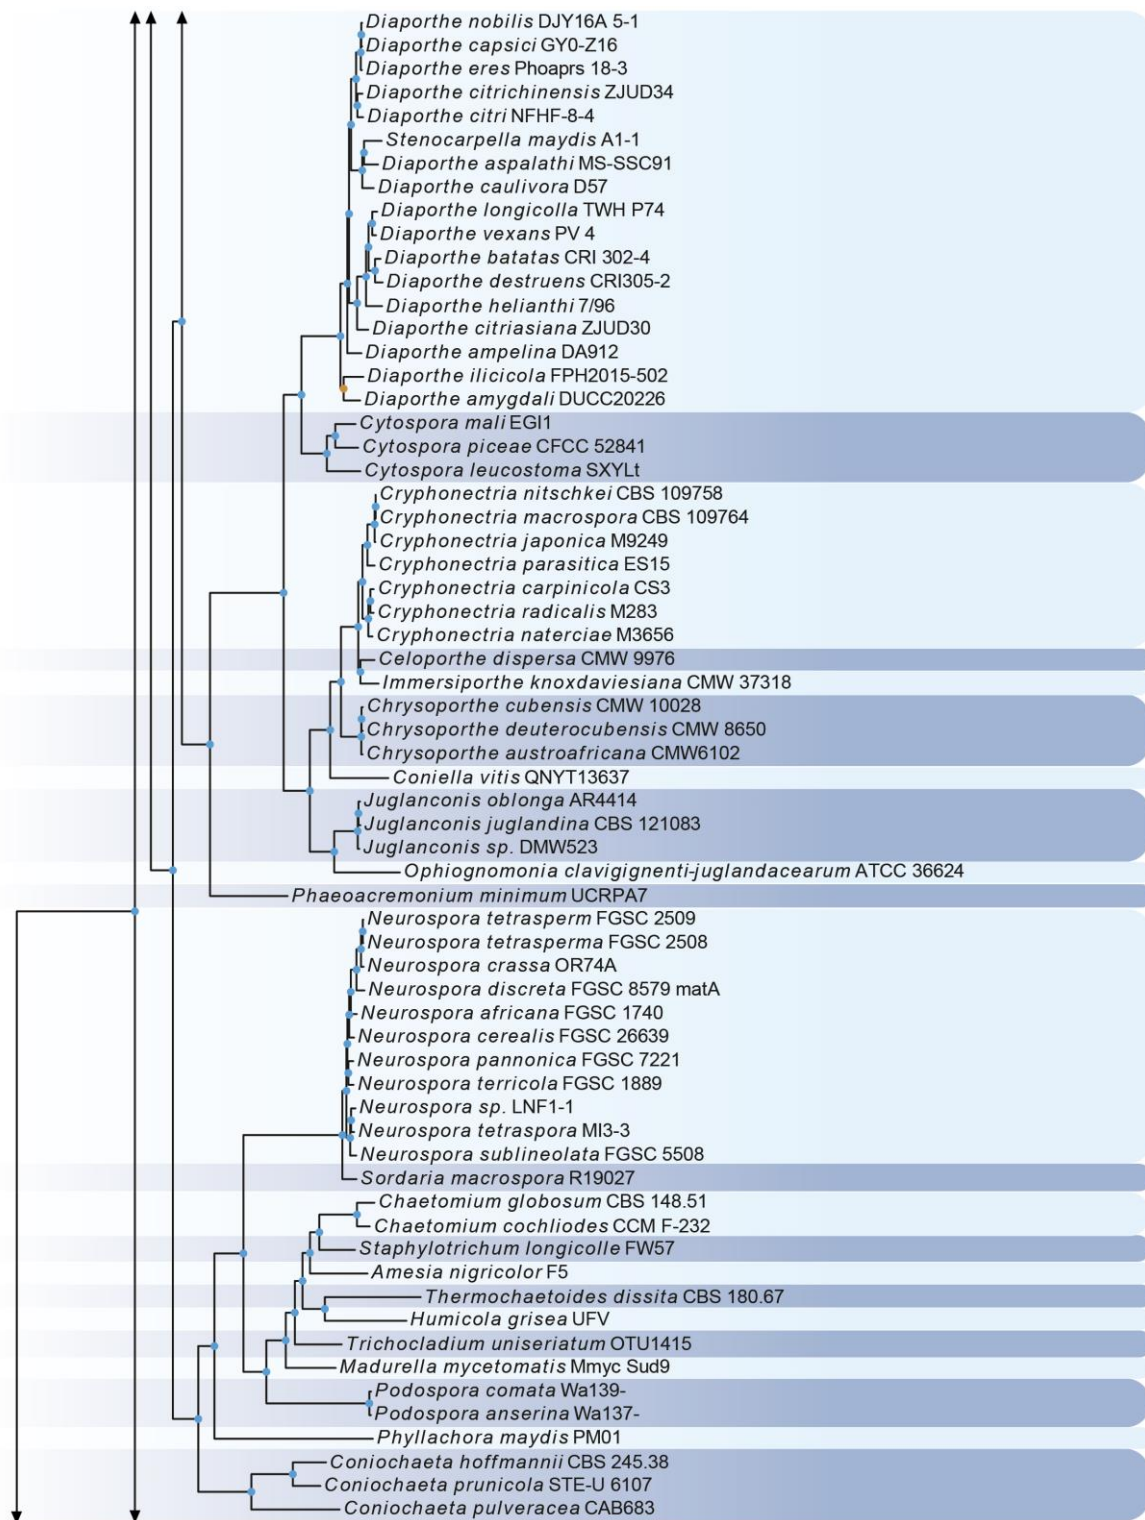 Diaporthe nobilis DJY16A 5-1
Diaporthe capsici GY0-Z16
Diaporthe eres Phoaprs 18-3
Diaporthe citrichinensis ZJUD34
Diaporthe citri NFHF-8-4
Stenocarpella maydis A1-1
Diaporthe aspalathi MS-SSC91
Diaporthe caulivora D57
Diaporthe longicolla TWH P74
Diaporthe vexans PV 4
Diaporthe batatas CRI 302-4
Diaporthe destruens CRI305-2
Diaporthe helianthi 7/96
Diaporthe citriasiana ZJUD30
Diaporthe ampelina DA912
Diaporthe ilicicola FPH2015-502
Diaporthe amygdali DUCC20226
Cytospora mali EGI1
Cytospora piceae CFCC 52841
Cytospora leucostoma SXYLt
Cryphonectria nitschkei CBS 109758
Cryphonectria macrospora CBS 109764
Cryphonectria japonica M9249
Cryphonectria parasitica ES15
Cryphonectria carpinicola CS3
Cryphonectria radicalis M283
Cryphonectria naterciae M3656
Celoporthe dispersa CMW 9976
Immersiporthe knoxdaviesiana CMW 37318
Chrysoporthe cubensis CMW 10028
Chrysoporthe deuterocubensis CMW 8650
Chrysoporthe austroafricana CMW6102
Coniella vitis QNYT13637
Juglanconis oblonga AR4414
Juglanconis juglandina CBS 121083
Juglanconis sp. DMW523
Ophiognomonia clavigignenti-juglandacearum ATCC 36624
Phaeoacremonium minimum UCRPA7
Neurospora tetrasperm FGSC 2509
Neurospora tetrasperma FGSC 2508
Neurospora crassa OR74A
Neurospora discreta FGSC 8579 matA
Neurospora africana FGSC 1740
Neurospora cerealis FGSC 26639
Neurospora pannonica FGSC 7221
Neurospora terricola FGSC 1889
Neurospora sp. LNF1-1
Neurospora tetraspora MI3-3
Neurospora sublineolata FGSC 5508
Sordaria macrospora R19027
Chaetomium globosum CBS 148.51
Chaetomium cochliodes CCM F-232
Staphylotrichum longicolle FW57
Amesia nigricolor F5
Thermochaetoides dissita CBS 180.67
Humicola grisea UFV
Trichocladium uniseriatum OTU1415
Madurella mycetomatis Mmyc Sud9
Podospora comata Wa139-
Podospora anserina Wa137-
Phyllachora maydis PM01
Coniochaeta hoffmannii CBS 245.38
Coniochaeta prunicola STE-U 6107
Coniochaeta pulveracea CAB683